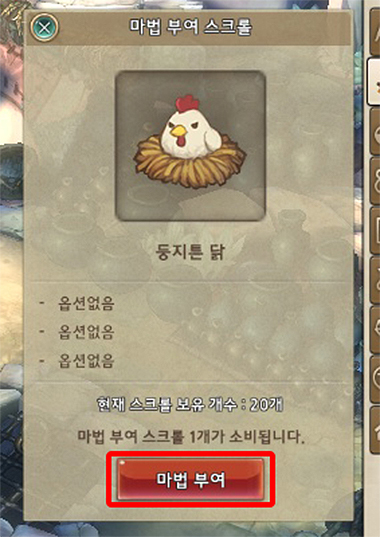 마법 부여 스크롤
둥지튼 닭
- 옵션없음
- 옵션없음
- 옵션없음
현재 스크롤 보유 개수 : 20개
마법 부여 스크롤 1개가 소비됩니다.
마법 부여